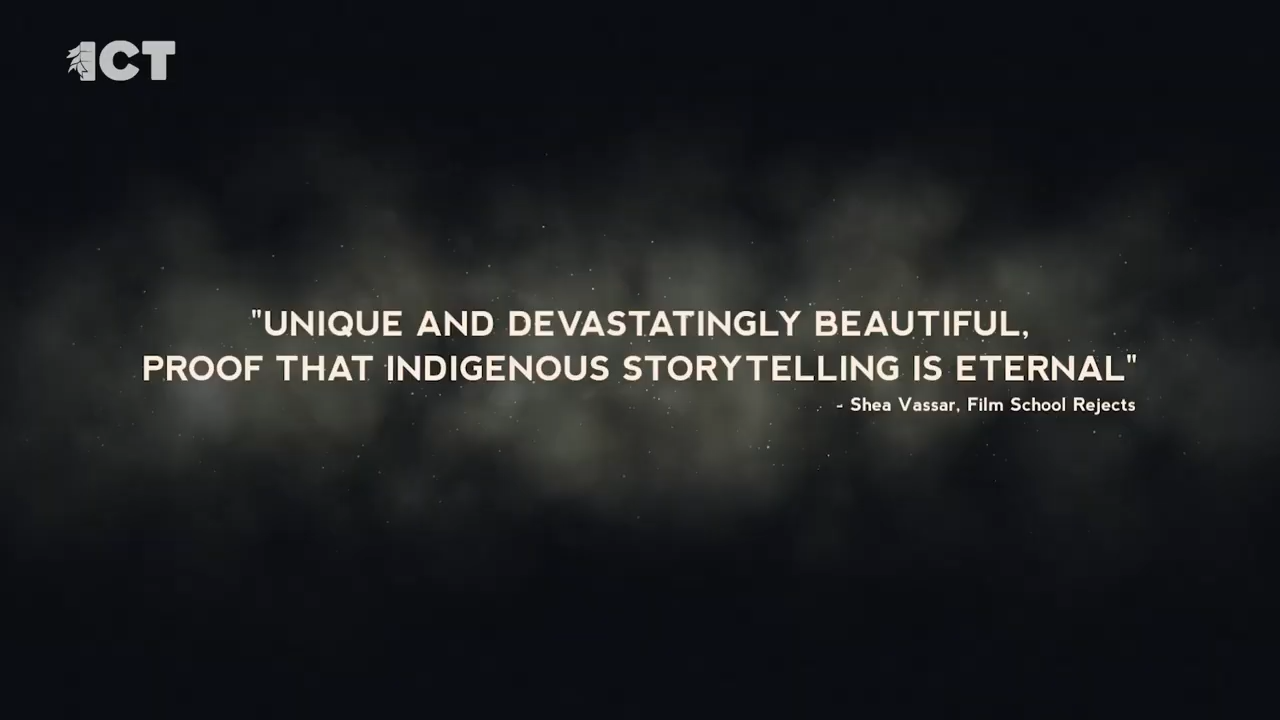 ICT
"UNIQUE AND DEVASTATINGLY BEAUTIFUL,
PROOF THAT INDIGENOUS STORYTELLING IS ETERNAL"
- Shea Vassar, Film School Rejects